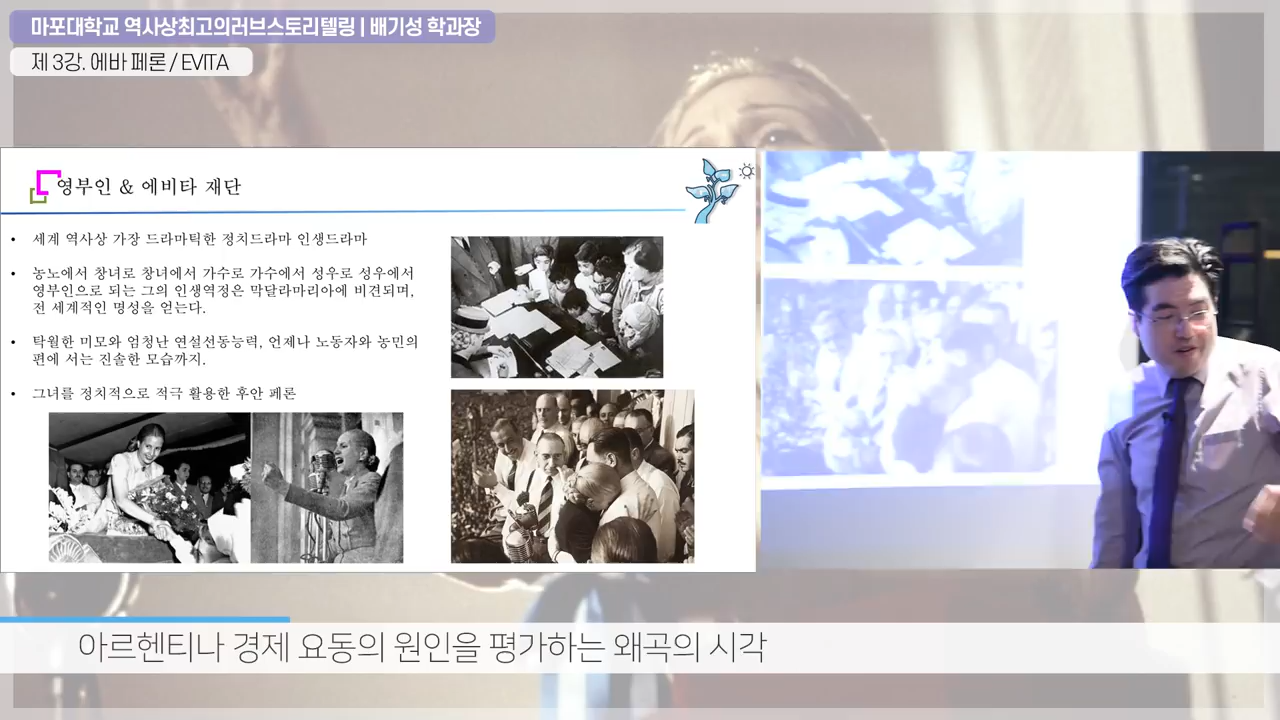 마포대학교 역사상최고의러브스토리텔링 | 배기성 학과장
제 3강. 에바 페론 / EVITA
영부인 & 에비타 재단
• 세계 역사상 가장 드라마틱한 정치드라마 인생드라마
• 농노에서 창녀로 창녀에서 가수로 가수에서 성우로 성우에서
영부인으로 되는 그의 인생역정은 막달라마리아에 비견되며,
전 세계적인 명성을 얻는다.
• 탁월한 미모와 엄청난 연설선동능력, 언제나 노동자와 농민의
편에 서는 진솔한 모습까지.
• 그녀를 정치적으로 적극 활용한 후안 페론
아르헨티나 경제 요동의 원인을 평가하는 왜곡의 시각